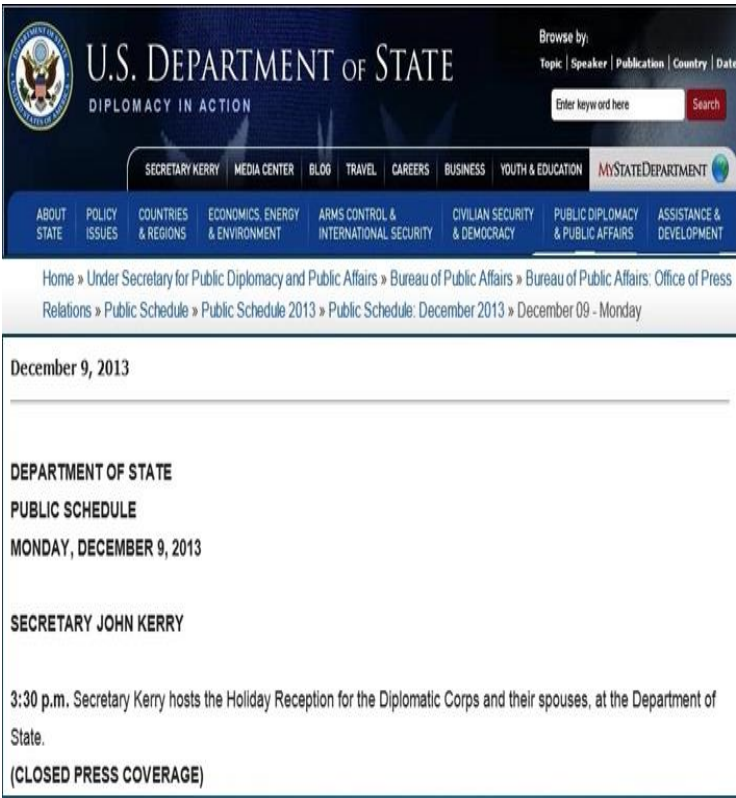 U.S. DEPARTMENT OF STATE
DIPLOMACY IN ACTION
Browse by:
Topic | Speaker | Publication | Country | Date
Enter keyword here
Search
SECRETARY KERRY MEDIA CENTER BLOG TRAVEL CAREERS BUSINESS YOUTH & EDUCATION MYSTATEDEPARTMENT
ABOUT STATE
POLICY ISSUES
COUNTRIES & REGIONS
ECONOMICS, ENERGY & ENVIRONMENT
ARMS CONTROL & INTERNATIONAL SECURITY
CIVILIAN SECURITY & DEMOCRACY
PUBLIC DIPLOMACY & PUBLIC AFFAIRS
ASSISTANCE & DEVELOPMENT
Home » Under Secretary for Public Diplomacy and Public Affairs » Bureau of Public Affairs » Bureau of Public Affairs: Office of Press
Relations » Public Schedule » Public Schedule 2013 » Public Schedule: December 2013 » December 09 - Monday
December 9, 2013
DEPARTMENT OF STATE
PUBLIC SCHEDULE
MONDAY, DECEMBER 9, 2013
SECRETARY JOHN KERRY
3:30 p.m. Secretary Kerry hosts the Holiday Reception for the Diplomatic Corps and their spouses, at the Department of
State.
(CLOSED PRESS COVERAGE)